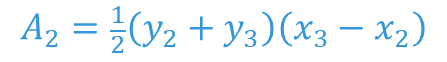 A₂ = ½(y₂ + y₃)(x₃ − x₂)